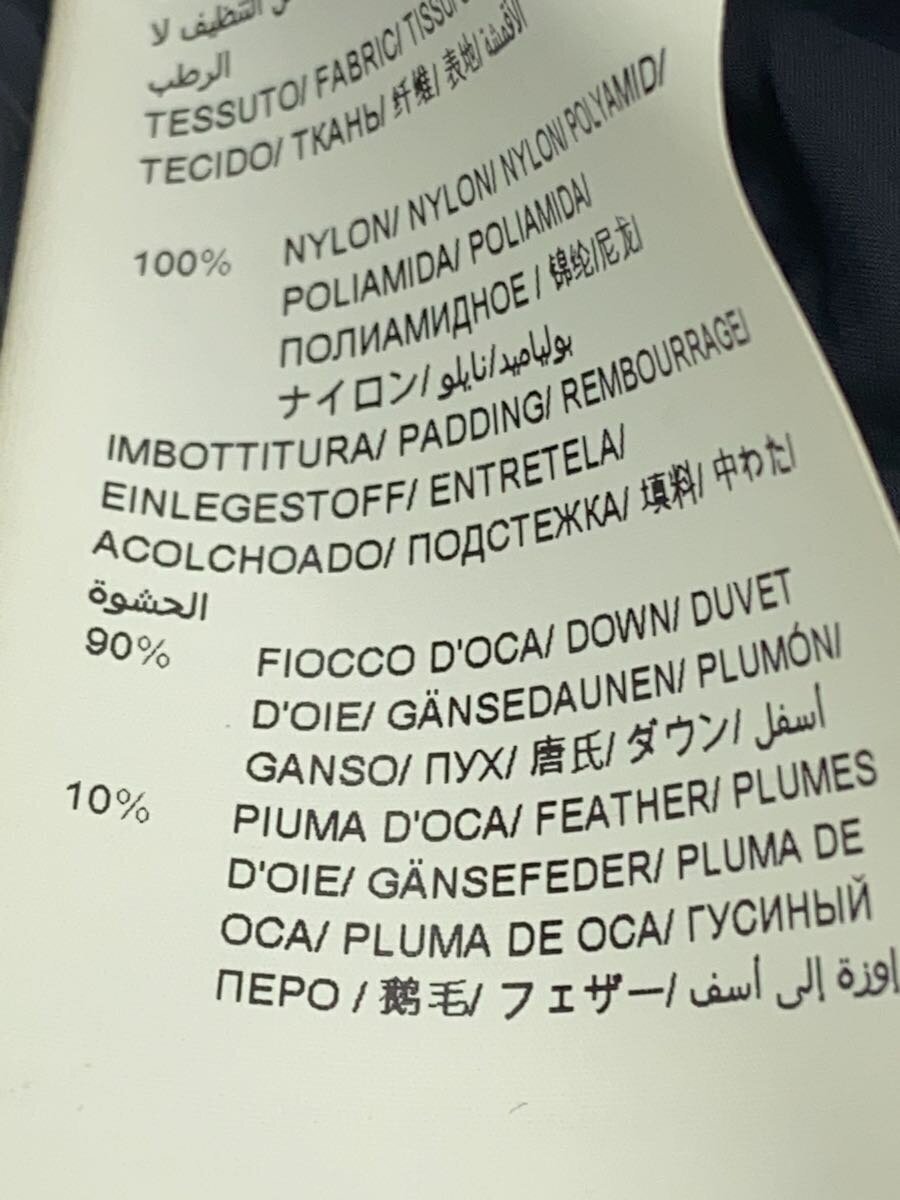 التنظيف لا
الرطب
TESSUTO/ FABRIC/ TISSU/
TECIDO/ ТКАНЬ/ 纤维/ 表地/ الأقمشة
100% NYLON/ NYLON/ NYLON/ POLYAMID/
POLIAMIDA/ POLIAMIDA/
ПОЛИАМИДНОЕ / 锦纶/尼龙/
ナイロン/ بولياميد/نايلو
IMBOTTITURA/ PADDING/ REMBOURRAGE/
EINLEGESTOFF/ ENTRETELA/
ACOLCHOADO/ ПОДСТЕЖКА/ 填料/ 中わた/
الحشوة
90% FIOCCO D'OCA/ DOWN/ DUVET
D'OIE/ GÄNSEDAUNEN/ PLUMÓN/
GANSO/ ПУХ/ 唐氏/ ダウン/ أسفل
10% PIUMA D'OCA/ FEATHER/ PLUMES
D'OIE/ GÄNSEFEDER/ PLUMA DE
OCA/ PLUMA DE OCA/ ГУСИНЫЙ
ПЕРО / 鹅毛/ フェザー/ إوزة إلى أسف